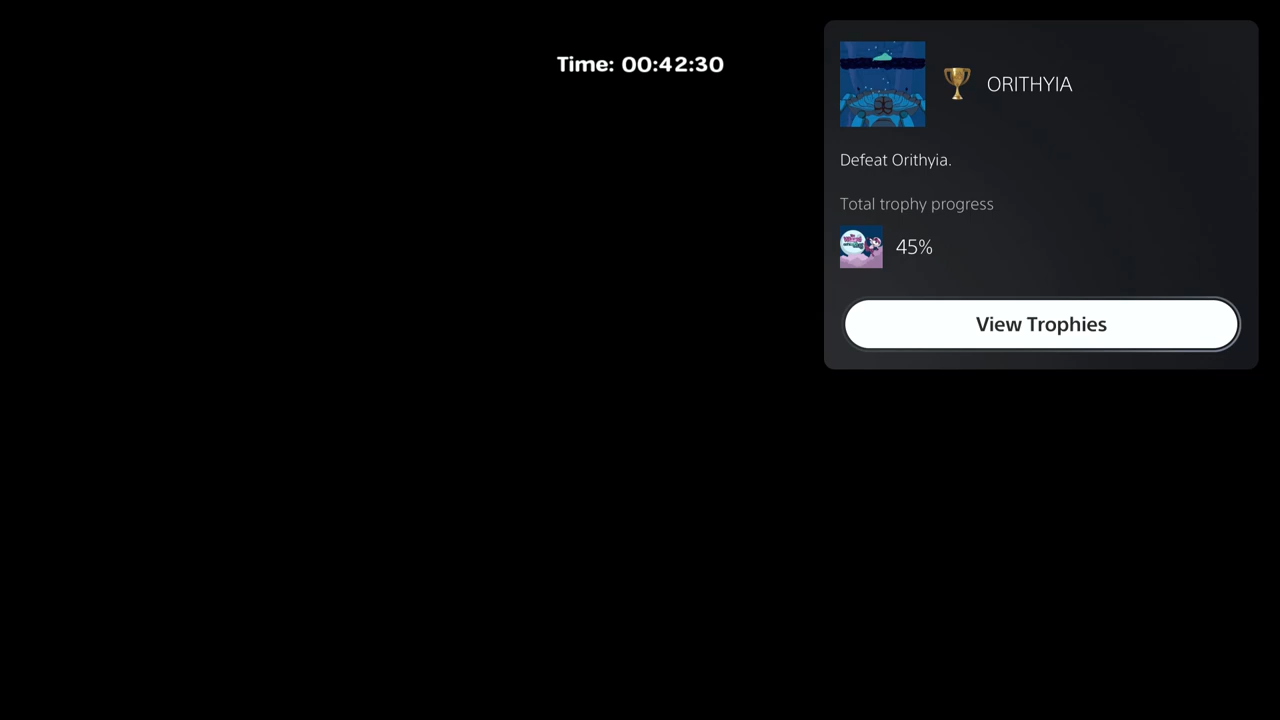 Time: 00:42:30
ORITHYIA
Defeat Orithyia.
Total trophy progress
45%
View Trophies